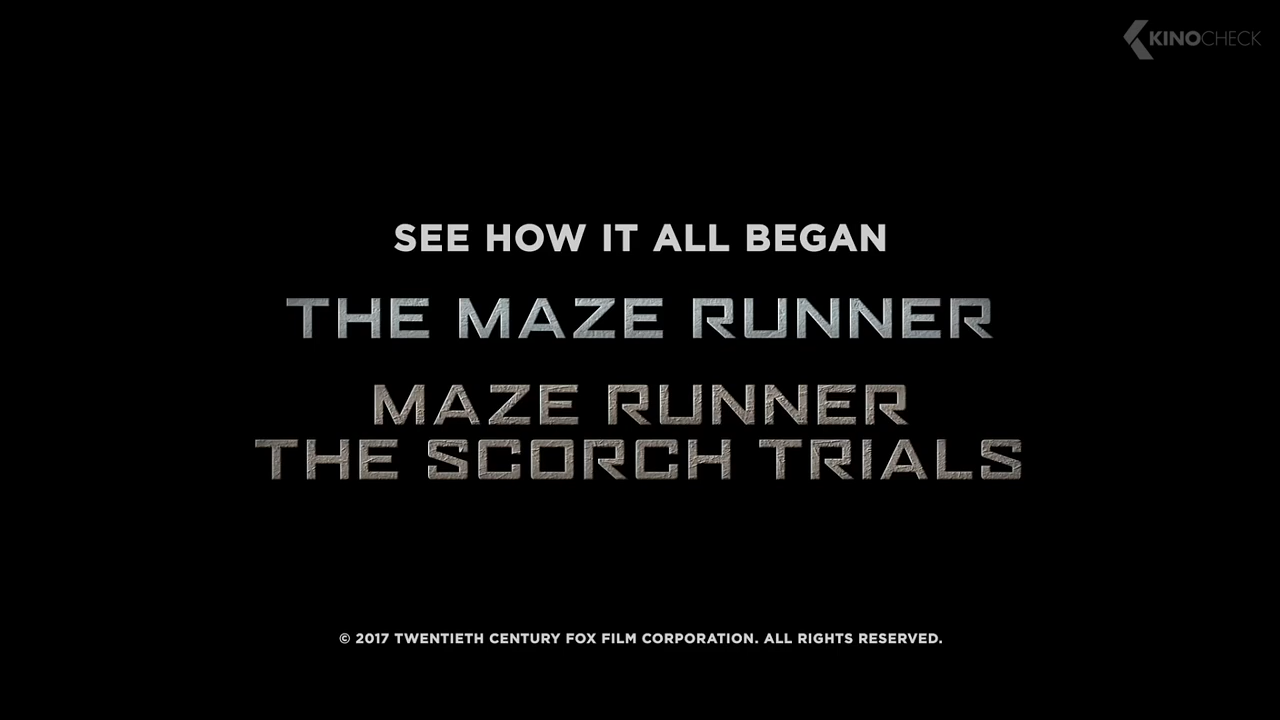 KINOCHECK
SEE HOW IT ALL BEGAN
THE MAZE RUNNER
MAZE RUNNER
THE SCORCH TRIALS
© 2017 TWENTIETH CENTURY FOX FILM CORPORATION. ALL RIGHTS RESERVED.